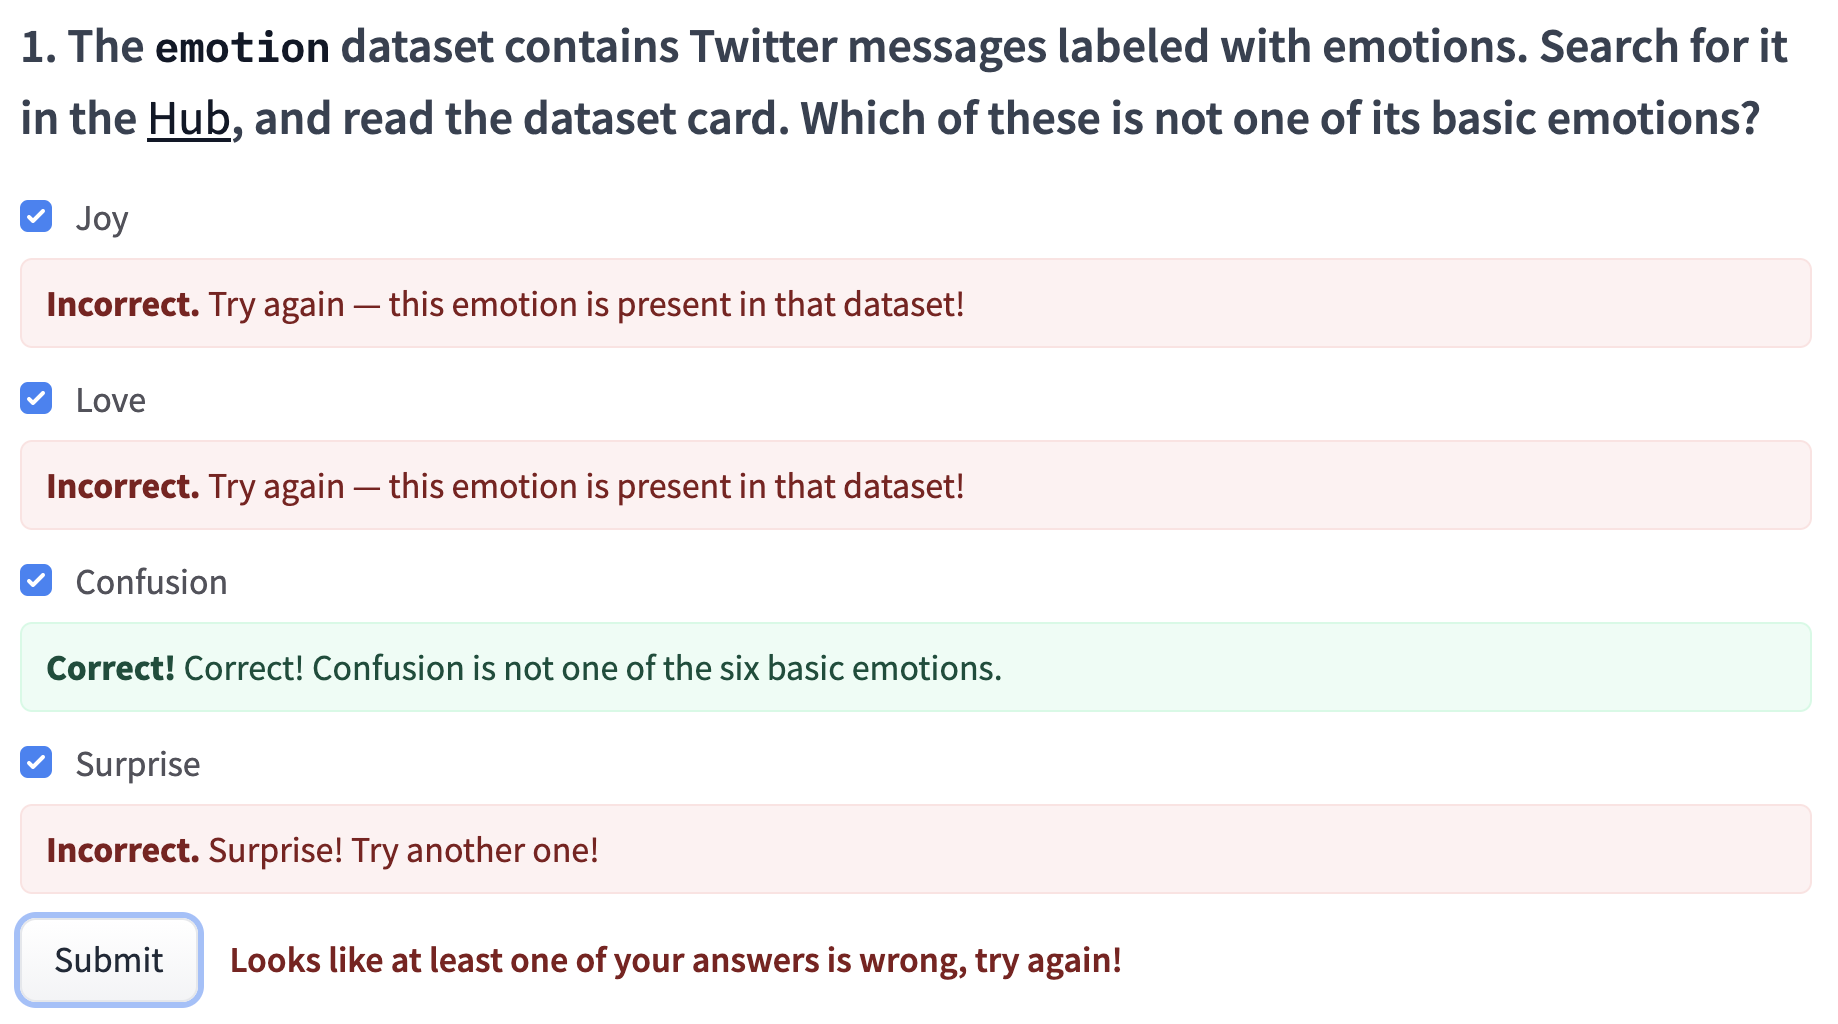 1. The emotion dataset contains Twitter messages labeled with emotions. Search for it
in the Hub, and read the dataset card. Which of these is not one of its basic emotions?
Joy
Incorrect. Try again — this emotion is present in that dataset!
Love
Incorrect. Try again — this emotion is present in that dataset!
Confusion
Correct! Correct! Confusion is not one of the six basic emotions.
Surprise
Incorrect. Surprise! Try another one!
Submit Looks like at least one of your answers is wrong, try again!